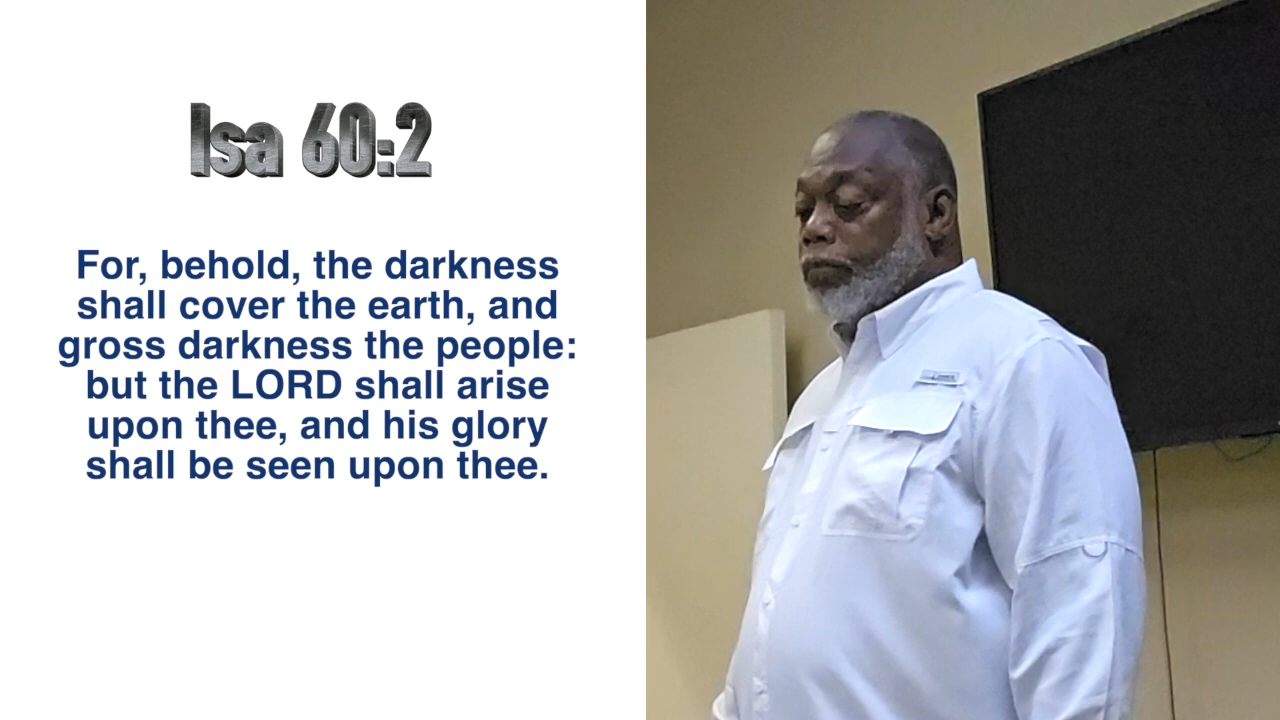 Isa 60:2
For, behold, the darkness
shall cover the earth, and
gross darkness the people:
but the LORD shall arise
upon thee, and his glory
shall be seen upon thee.